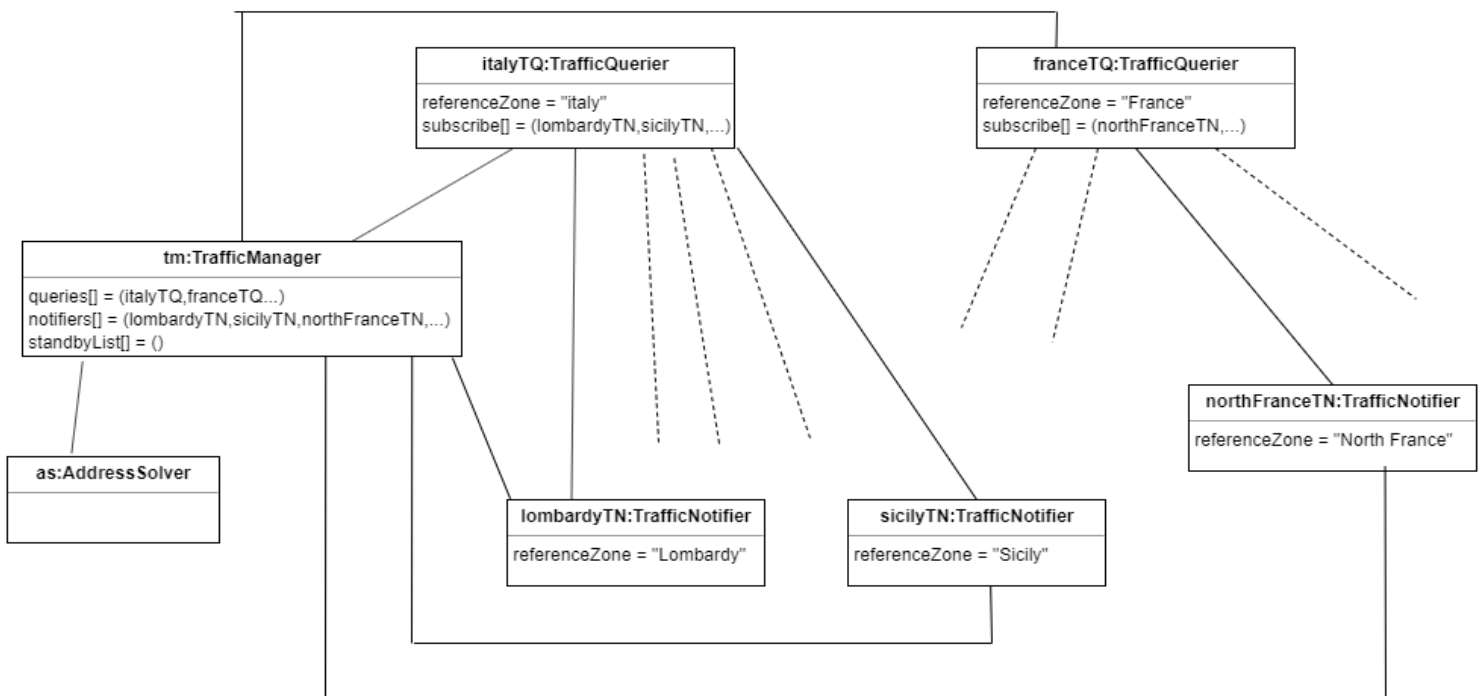 italyTQ:TrafficQuerier
referenceZone = "italy"
subscribe[] = (lombardyTN,sicilyTN,...)
franceTQ:TrafficQuerier
referenceZone = "France"
subscribe[] = (northFranceTN,...)
tm:TrafficManager
queries[] = (italyTQ,franceTQ...)
notifiers[] = (lombardyTN,sicilyTN,northFranceTN,...)
standbyList[] = ()
northFranceTN:TrafficNotifier
referenceZone = "North France"
as:AddressSolver
lombardyTN:TrafficNotifier
referenceZone = "Lombardy"
sicilyTN:TrafficNotifier
referenceZone = "Sicily"